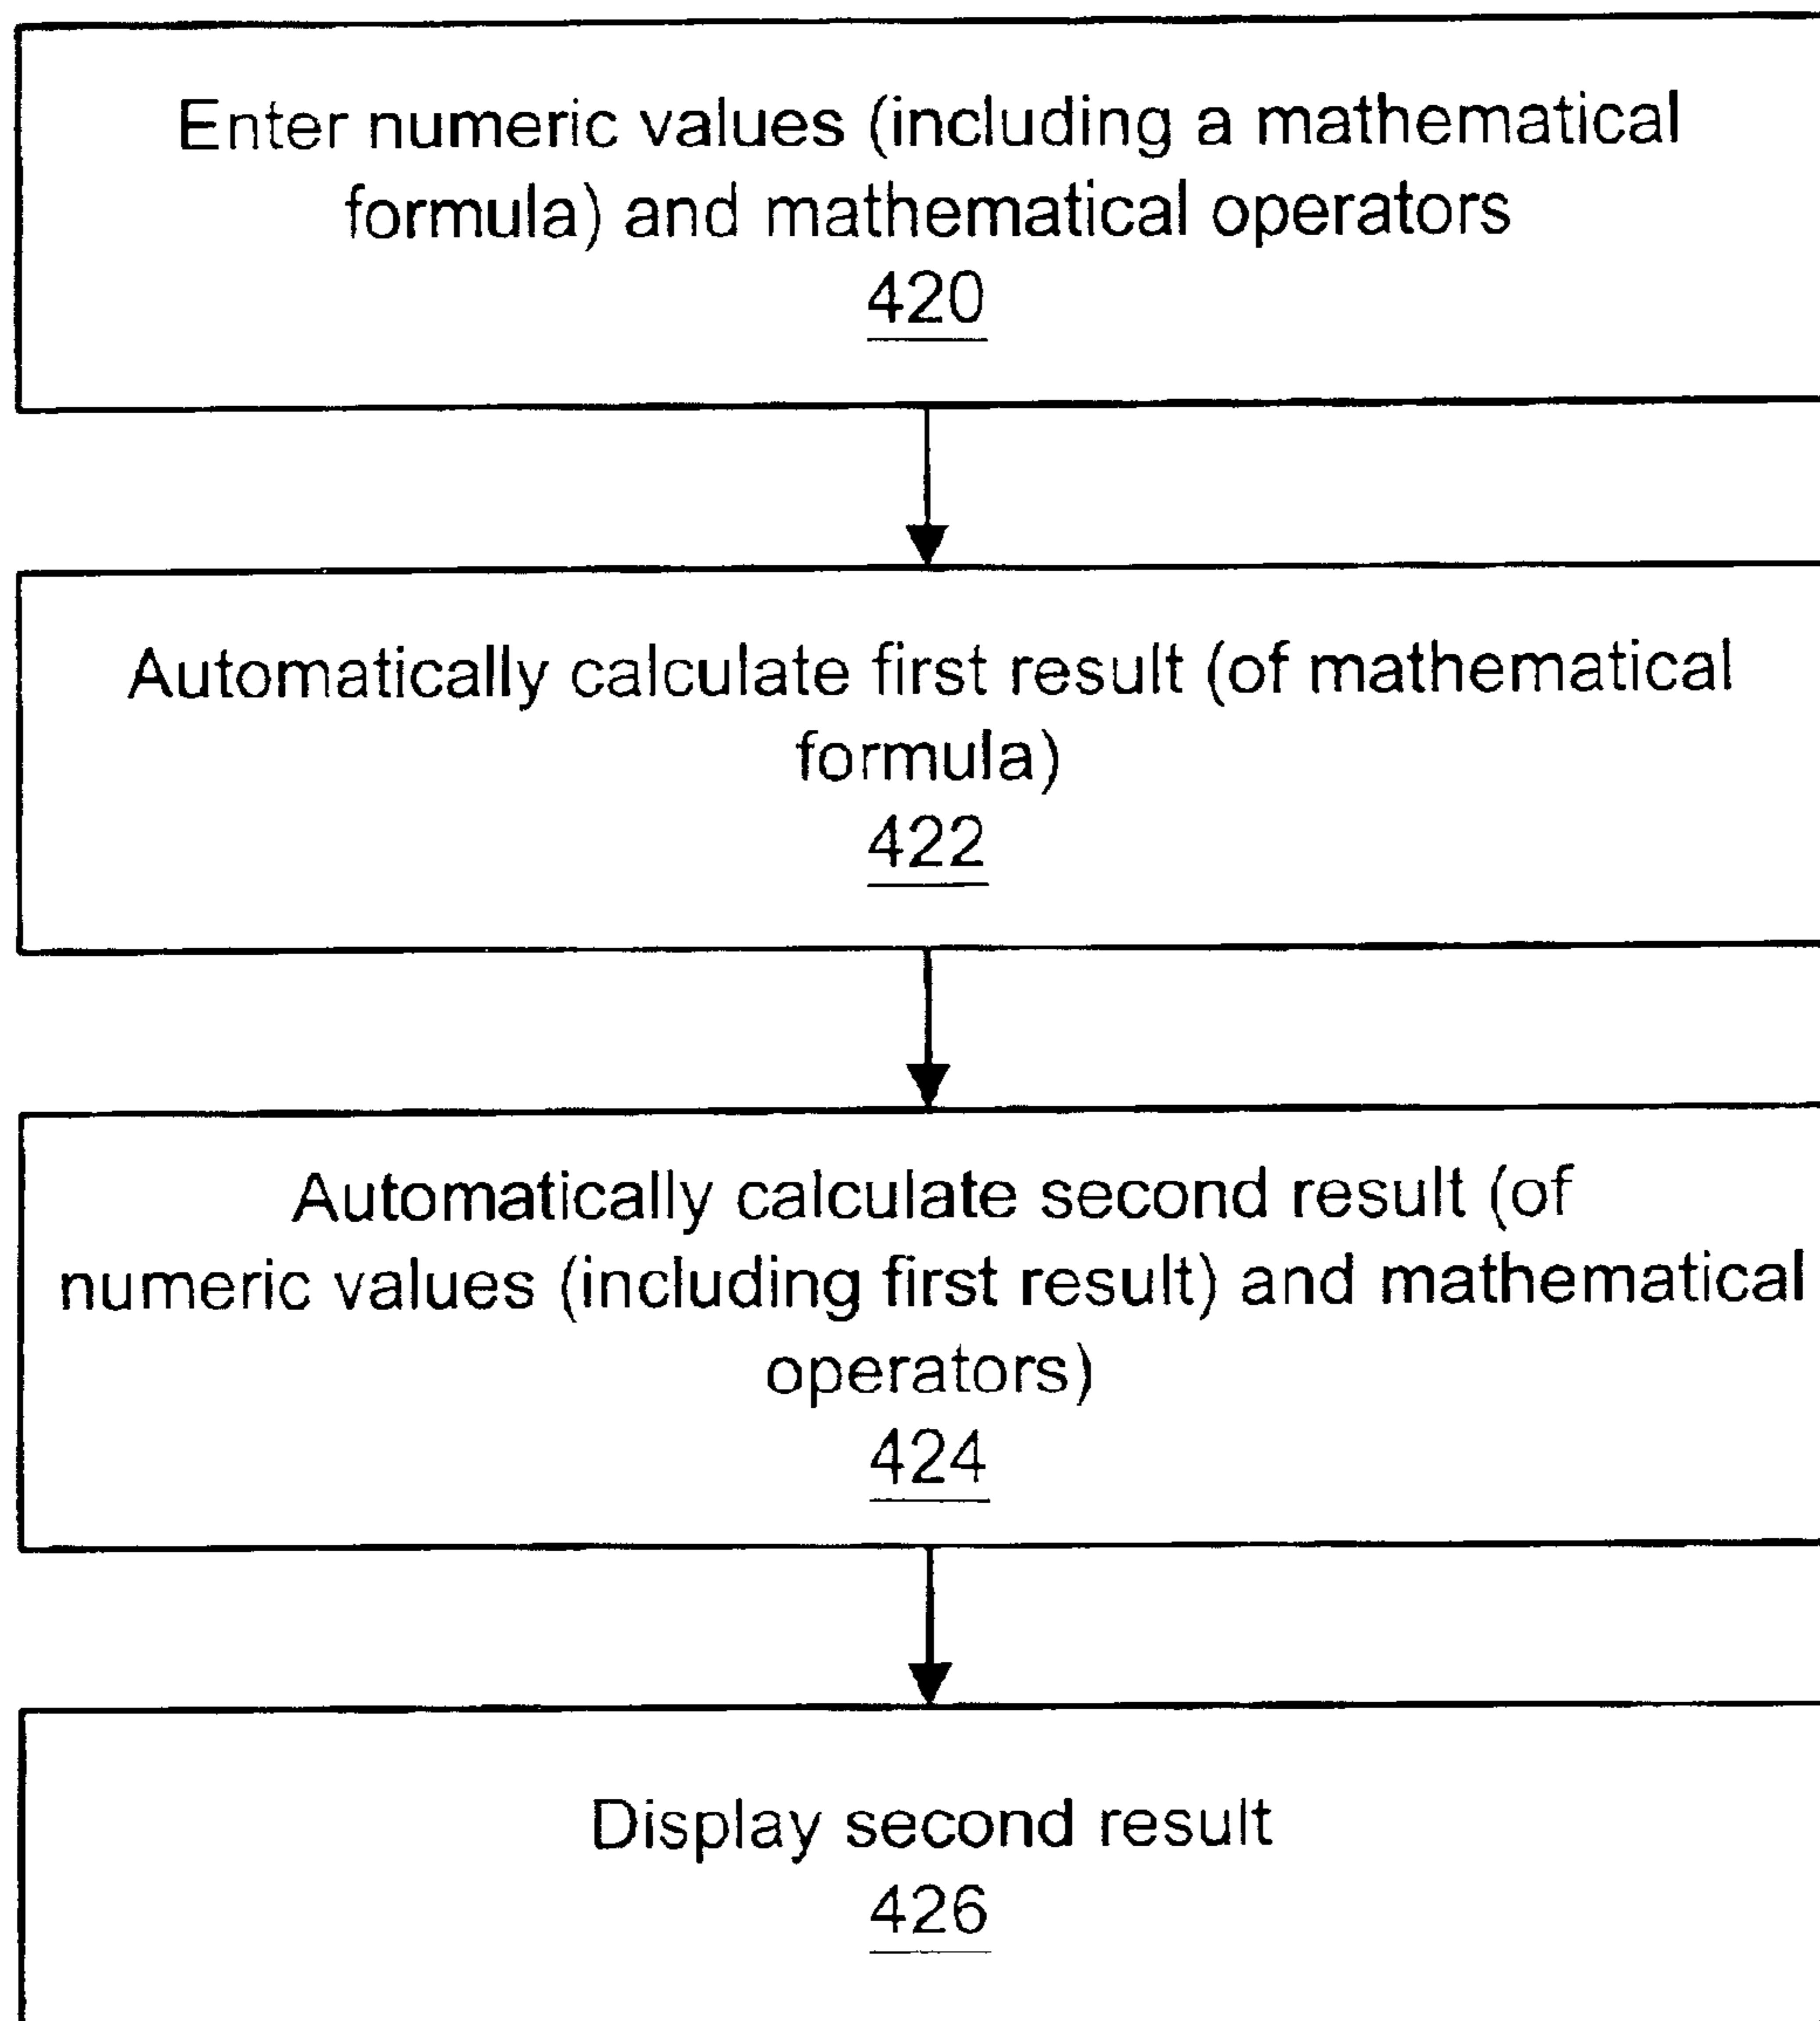 Enter numeric values (including a mathematical
formula) and mathematical operators
420
Automatically calculate first result (of mathematical
formula)
422
Automatically calculate second result (of
numeric values (including first result) and mathematical
operators)
424
Display second result
426